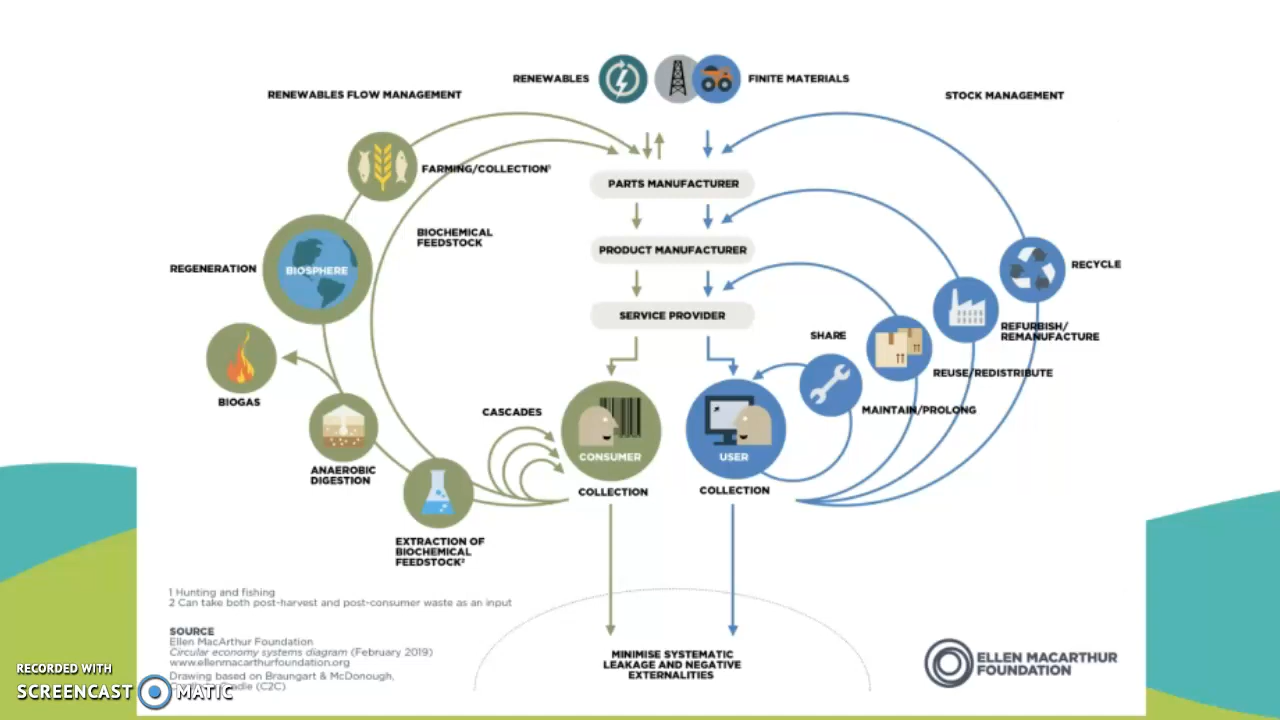 RENEWABLES
FINITE MATERIALS
RENEWABLES FLOW MANAGEMENT
STOCK MANAGEMENT
FARMING/COLLECTION¹
PARTS MANUFACTURER
BIOCHEMICAL
FEEDSTOCK
PRODUCT MANUFACTURER
REGENERATION
BIOSPHERE
RECYCLE
SERVICE PROVIDER
SHARE
REFURBISH/
REMANUFACTURE
REUSE/REDISTRIBUTE
BIOGAS
CASCADES
MAINTAIN/PROLONG
CONSUMER
USER
ANAEROBIC
DIGESTION
COLLECTION
COLLECTION
EXTRACTION OF
BIOCHEMICAL
FEEDSTOCK²
1 Hunting and fishing
2 Can take both post-harvest and post-consumer waste as an input
SOURCE
Ellen MacArthur Foundation
Circular economy systems diagram (February 2019)
www.ellenmacarthurfoundation.org
Drawing based on Braungart & McDonough,
(C2C)
MINIMISE SYSTEMATIC
LEAKAGE AND NEGATIVE
EXTERNALITIES
ELLEN MACARTHUR
FOUNDATION
RECORDED WITH
SCREENCAST MATIC